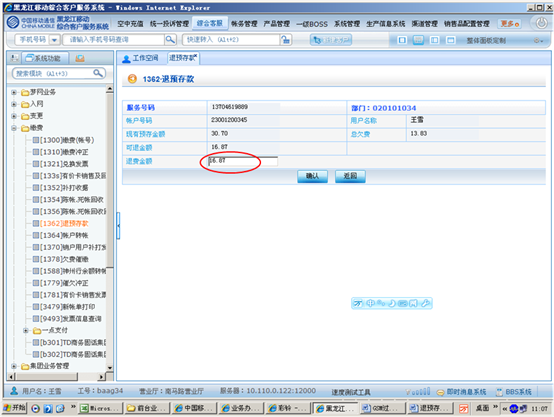 黑龙江移动综合客户服务系统 - Windows Internet Explorer
中国移动通信 CHINA MOBILE 黑龙江移动 综合客户服务系统 空中充值 统一投诉管理 综合客服 帐务管理 产品管理 一级BOSS 系统管理 生产信息系统 渠道管理 销售品配置管理 更多
手机号码 请输入手机号码查询 快速转入 (Alt+2) 整体面板定制
系统功能 工作空间 退预存款
搜索模块 (Alt+1)
1362-退预存款
梦网业务
入网
变更
缴费
[1300]缴费(帐号)
[1310]缴费冲正
[1321]兑换发票
[133s]有价卡销售及回
[1352]补打收据
[1354]陈帐、死帐回收
[1356]陈帐、死帐回收
[1362]退预存款
[1364]帐户转帐
[1370]纳户用户补打发
[1378]欠费催缴
[1588]神州行余额转帐
[1779]催欠冲正
[1781]有价卡销售发票
[3479]新帐单打印
[9493]发票信息查询
一点支付
[b301]TD商务固话集团
[b302]TD商务固话集团
集团业务管理
服务号码 13704619889 部门: 020101034
帐户号码 23001200345 用户名称 王雪
现有预存金额 30.70 总欠费 13.83
可退金额 16.87
退费金额 16.87
确认 返回
用户名: 王雪 工号: baag34 营业厅: 南马路营业厅 服务器: 10.110.0.122:12000 速度测试工具 即时消息系统 BBS系统
开始 Micros... 前台业... 中国移... 业务办... 彩铃 - ... 黑龙江... GSM过... 退预存... 桌面 11:01